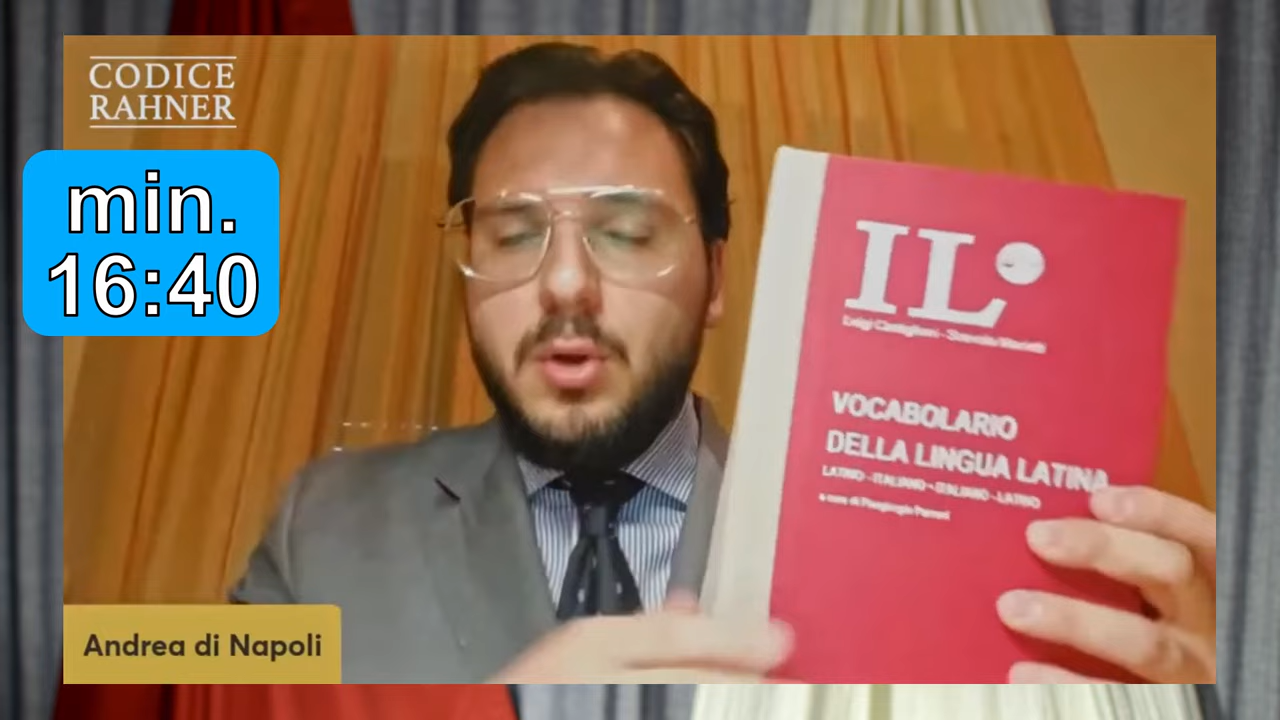 CODICE
RAHNER
min.
16:40
IL
Luigi Castiglioni - Scevola Mariotti
VOCABOLARIO
DELLA LINGUA LATINA
LATINO - ITALIANO - ITALIANO - LATINO
a cura di Piergiorgio Parroni
Andrea di Napoli